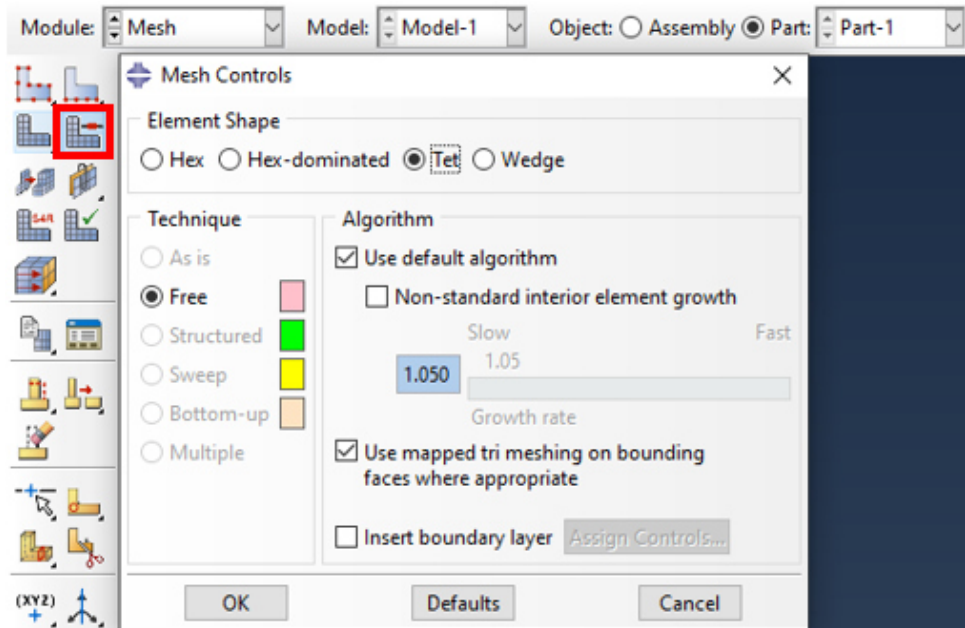 Module: Mesh Model: Model-1 Object: Assembly Part: Part-1
Mesh Controls
Element Shape
Hex Hex-dominated Tet Wedge
Technique
As is
Free
Structured
Sweep
Bottom-up
Multiple
Algorithm
Use default algorithm
Non-standard interior element growth
Slow Fast
1.050 1.05
Growth rate
Use mapped tri meshing on bounding
faces where appropriate
Insert boundary layer Assign Controls...
OK Defaults Cancel
S4R
(XYZ)